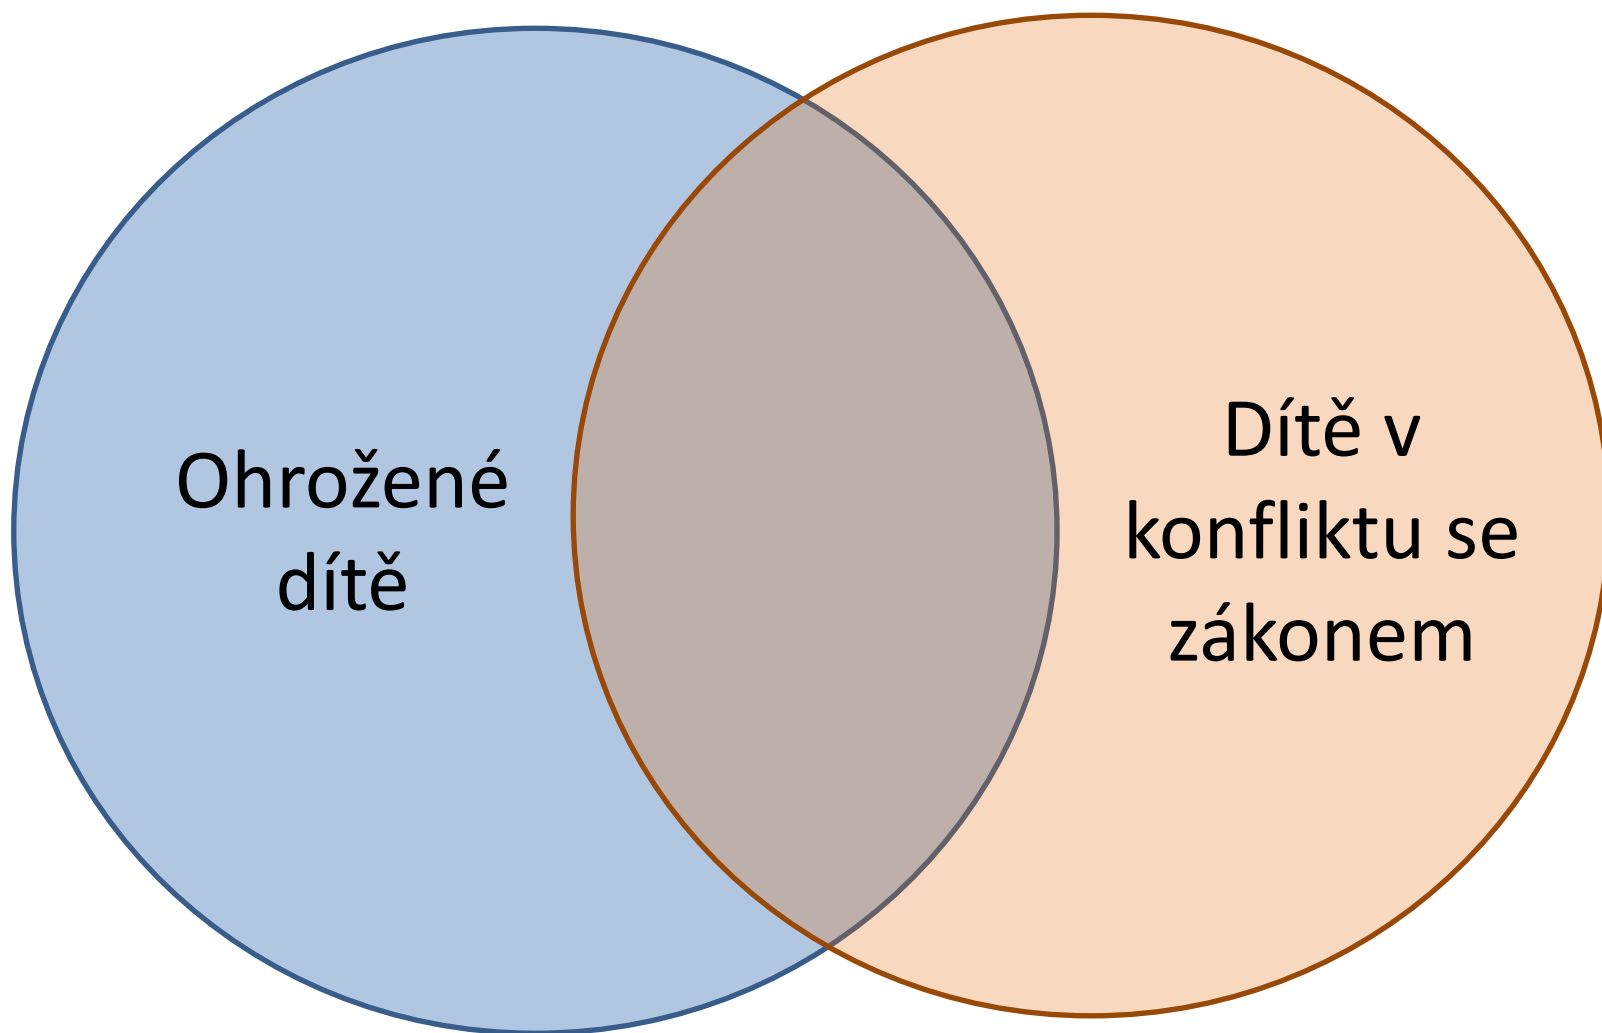 Ohrožené
dítě
Dítě v
konfliktu se
zákonem